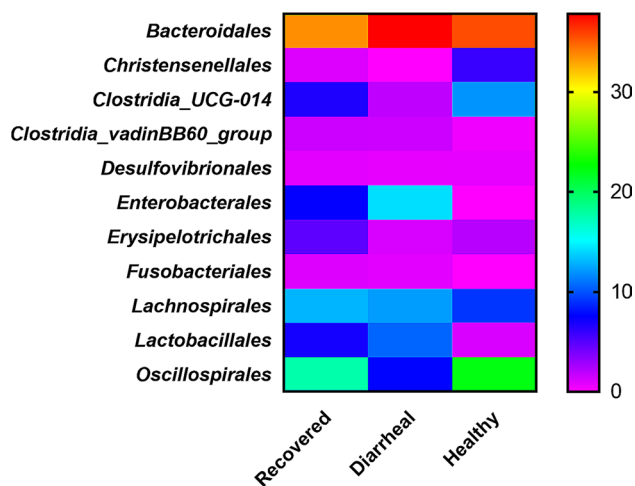 Bacteroidales
Christensenellales
Clostridia_UCG-014
Clostridia_vadinBB60_group
Desulfovibrionales
Enterobacterales
Erysipelotrichales
Fusobacteriales
Lachnospirales
Lactobacillales
Oscillospirales
Recovered
Diarrheal
Healthy
30
20
10
0